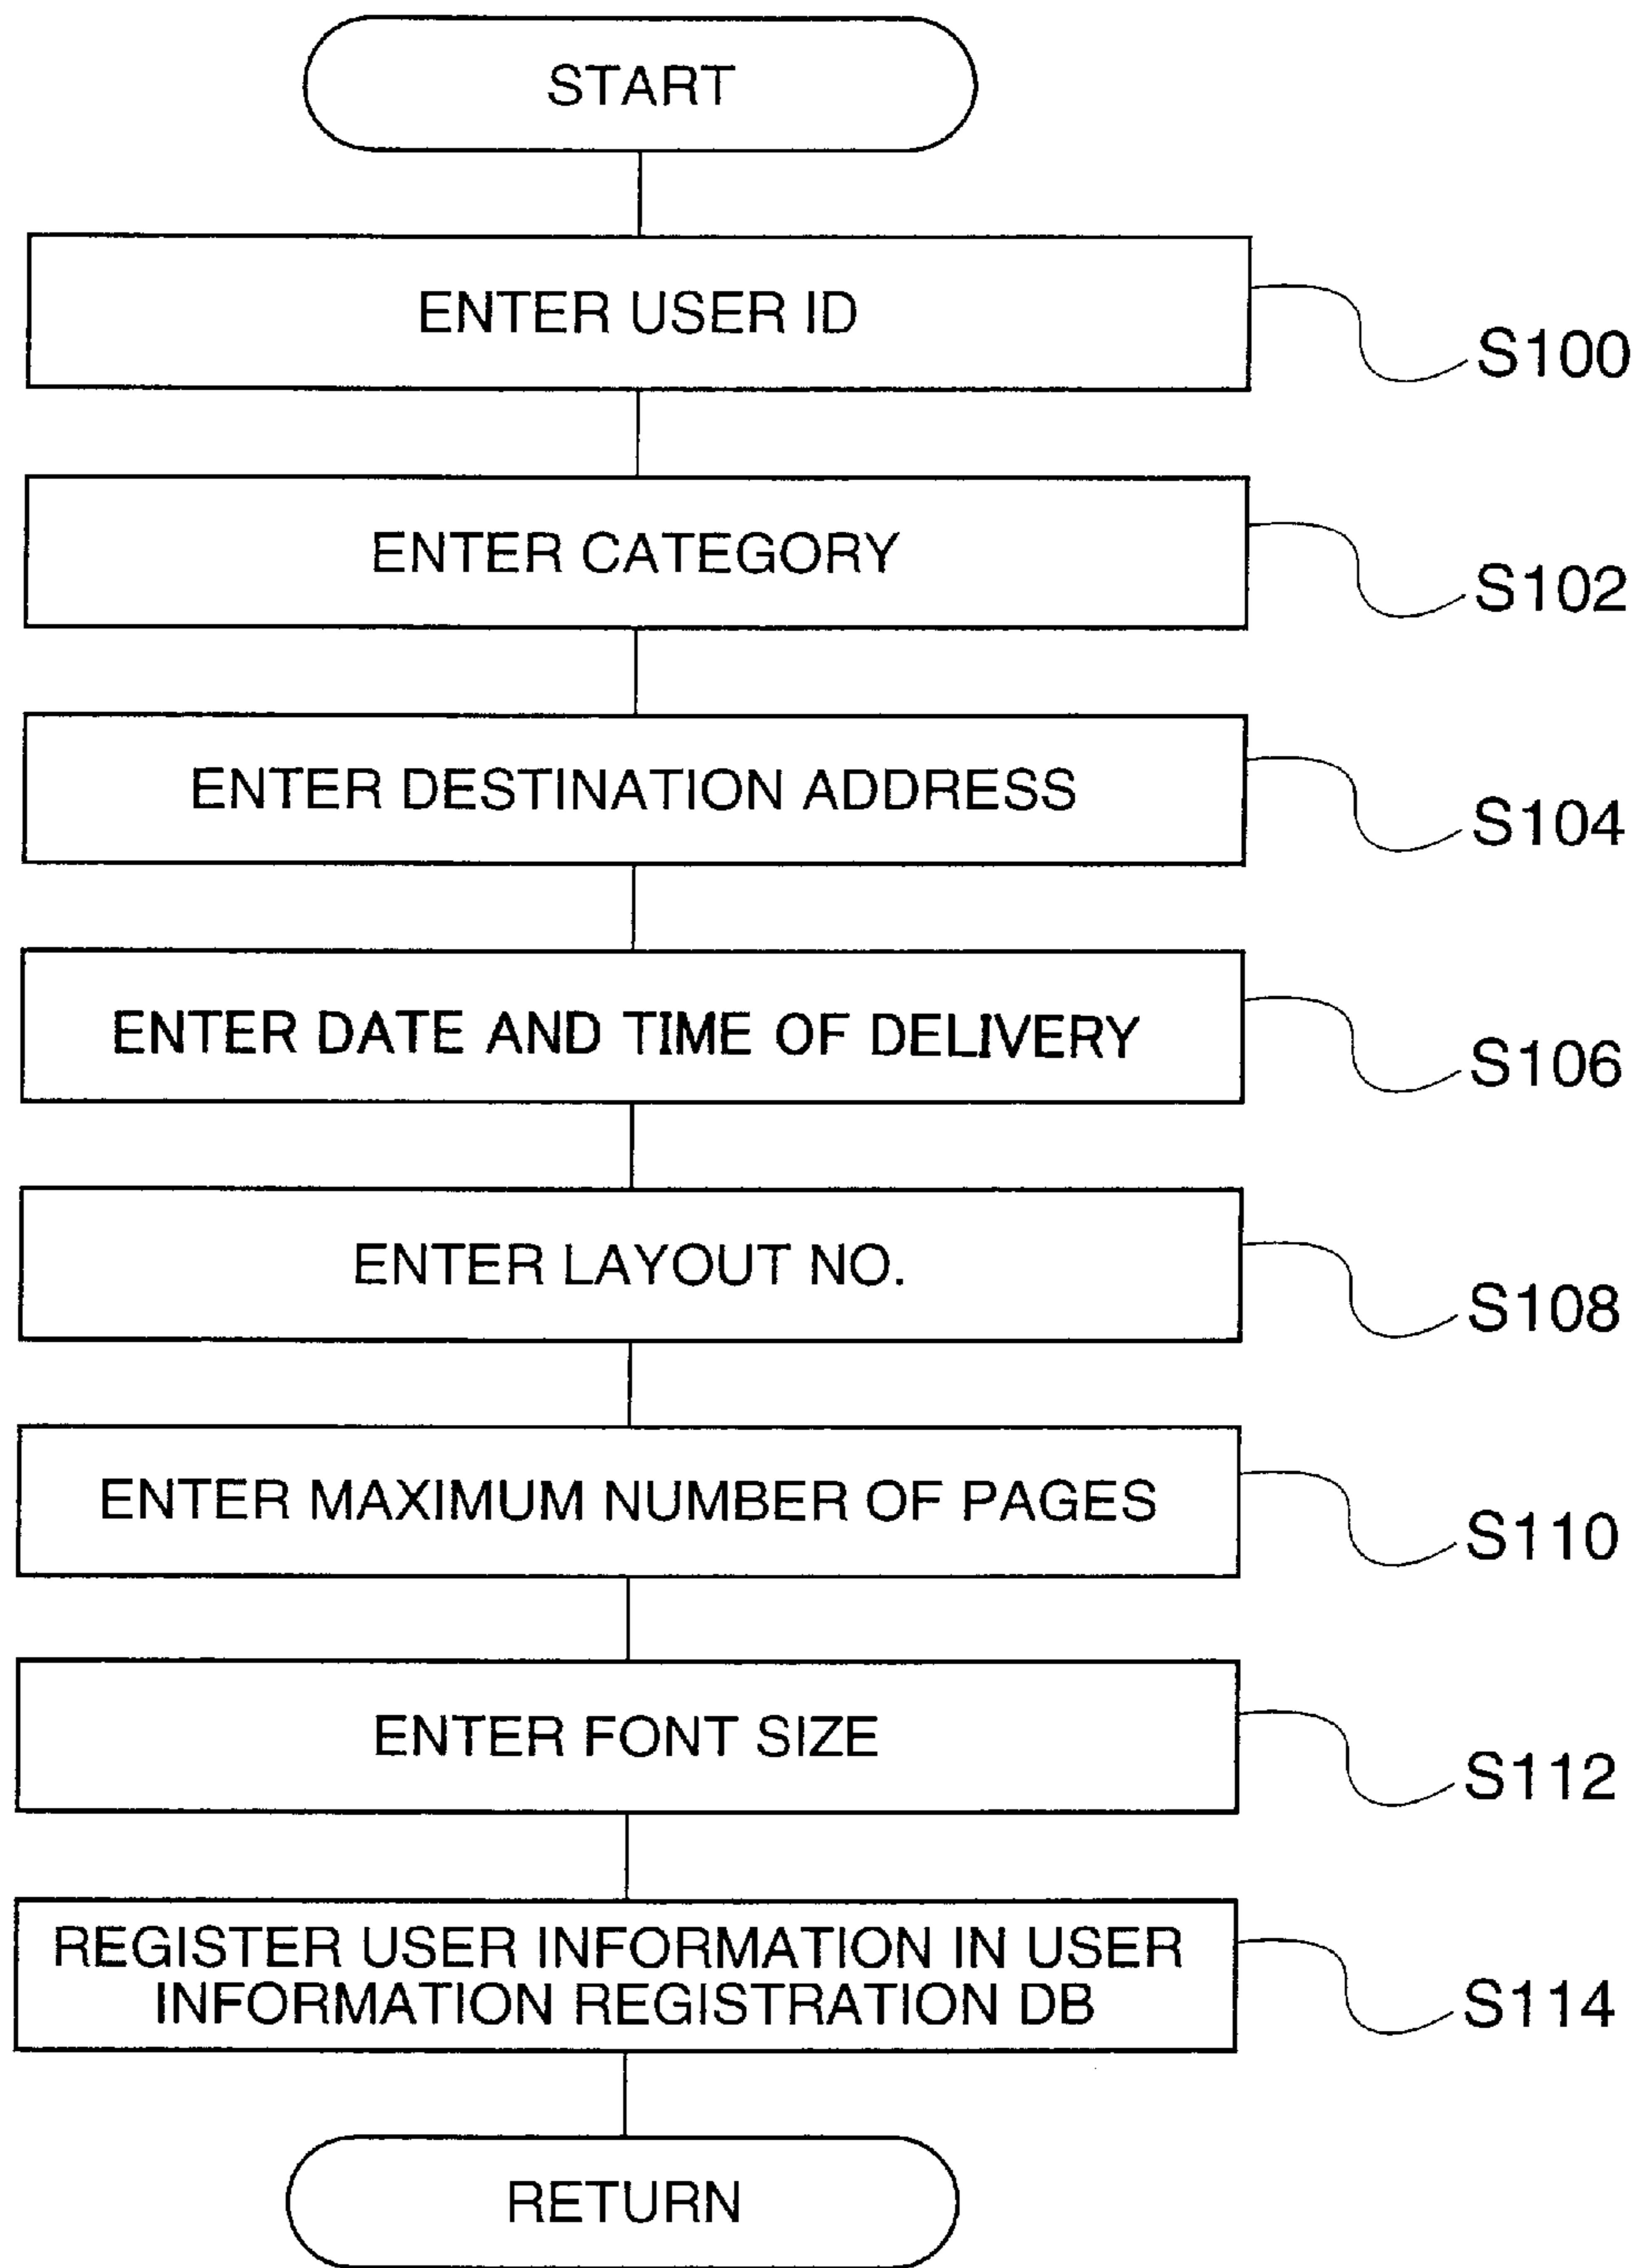 START
ENTER USER ID
S100
ENTER CATEGORY
S102
ENTER DESTINATION ADDRESS
S104
ENTER DATE AND TIME OF DELIVERY
S106
ENTER LAYOUT NO.
S108
ENTER MAXIMUM NUMBER OF PAGES
S110
ENTER FONT SIZE
S112
REGISTER USER INFORMATION IN USER
INFORMATION REGISTRATION DB
S114
RETURN